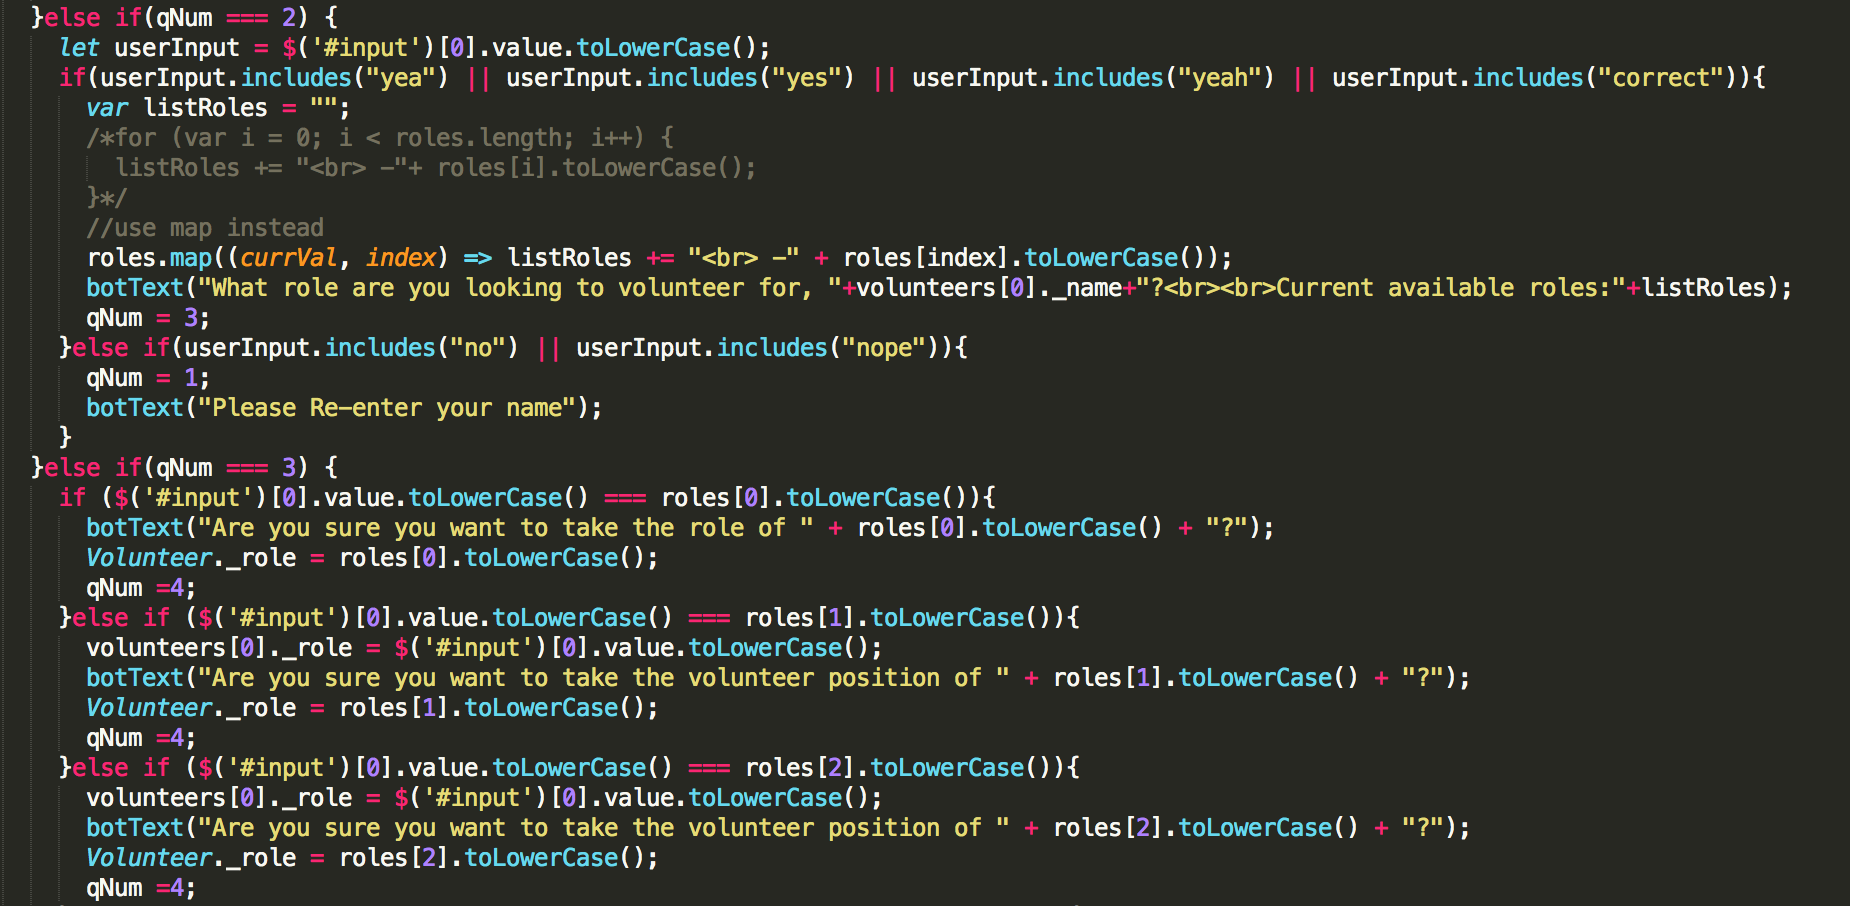 }else if(qNum === 2) {
let userInput = $('#input')[0].value.toLowerCase();
if(userInput.includes("yea") || userInput.includes("yes") || userInput.includes("yeah") || userInput.includes("correct")){
var listRoles = "";
/*for (var i = 0; i < roles.length; i++) {
listRoles += "<br> -"+ roles[i].toLowerCase();
}*/
//use map instead
roles.map((currVal, index) => listRoles += "<br> -" + roles[index].toLowerCase());
botText("What role are you looking to volunteer for, "+volunteers[0]._name+"?<br><br>Current available roles:"+listRoles);
qNum = 3;
}else if(userInput.includes("no") || userInput.includes("nope")){
qNum = 1;
botText("Please Re-enter your name");
}
}else if(qNum === 3) {
if ($('#input')[0].value.toLowerCase() === roles[0].toLowerCase()){
botText("Are you sure you want to take the role of " + roles[0].toLowerCase() + "?");
Volunteer._role = roles[0].toLowerCase();
qNum =4;
}else if ($('#input')[0].value.toLowerCase() === roles[1].toLowerCase()){
volunteers[0]._role = $('#input')[0].value.toLowerCase();
botText("Are you sure you want to take the volunteer position of " + roles[1].toLowerCase() + "?");
Volunteer._role = roles[1].toLowerCase();
qNum =4;
}else if ($('#input')[0].value.toLowerCase() === roles[2].toLowerCase()){
volunteers[0]._role = $('#input')[0].value.toLowerCase();
botText("Are you sure you want to take the volunteer position of " + roles[2].toLowerCase() + "?");
Volunteer._role = roles[2].toLowerCase();
qNum =4;